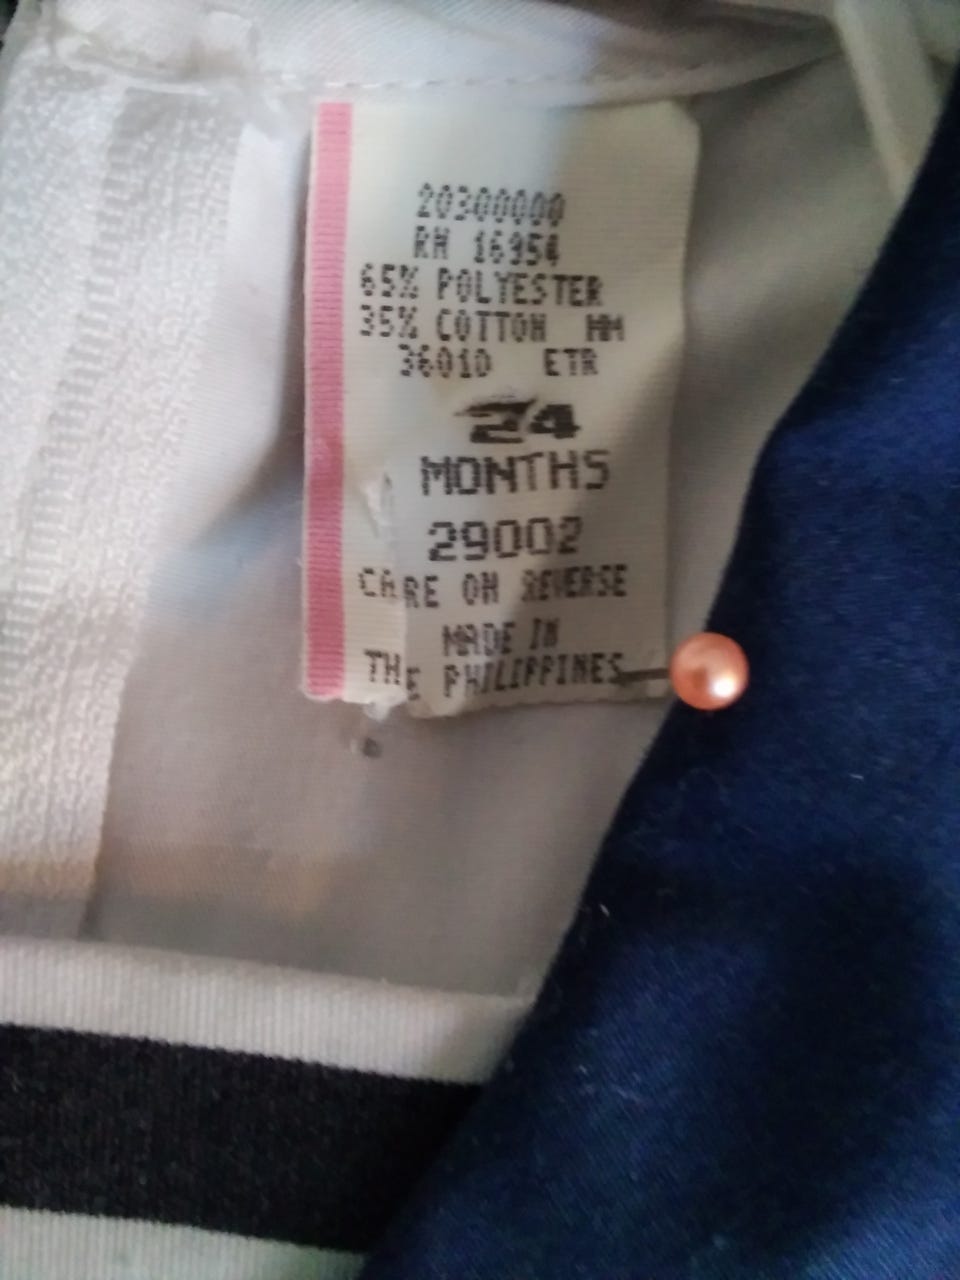 20300000
RN 16954
65% POLYESTER
35% COTTON MM
3601D ETR
24
MONTHS
29002
CARE ON REVERSE
MADE IN
THE PHILIPPINES